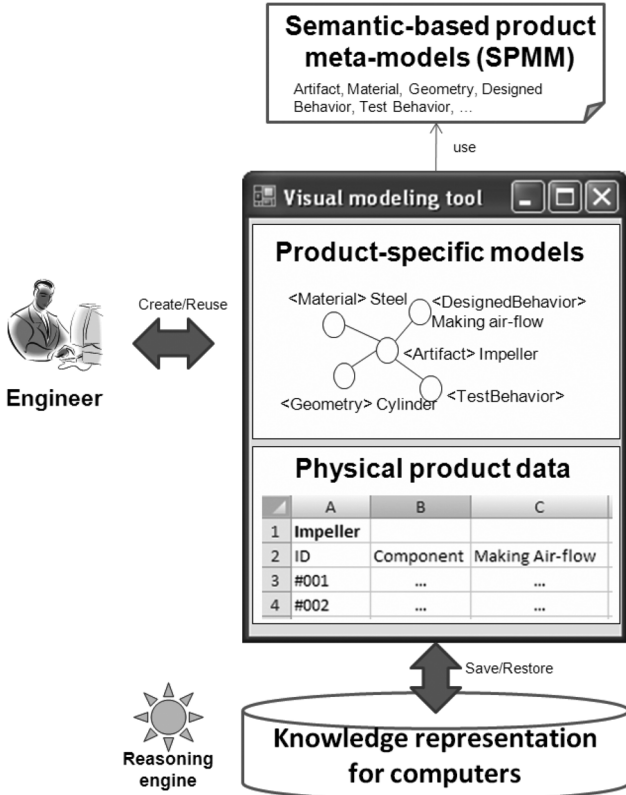 Semantic-based product
meta-models (SPMM)
Artifact, Material, Geometry, Designed
Behavior, Test Behavior, ...
use
Visual modeling tool
Product-specific models
<Material> Steel
<DesignedBehavior>
Making air-flow
<Artifact> Impeller
<Geometry> Cylinder
<TestBehavior>
Create/Reuse
Engineer
Physical product data
A B C
1 Impeller
2 ID Component Making Air-flow
3 #001 ... ...
4 #002 ... ...
Save/Restore
Reasoning
engine
Knowledge representation
for computers